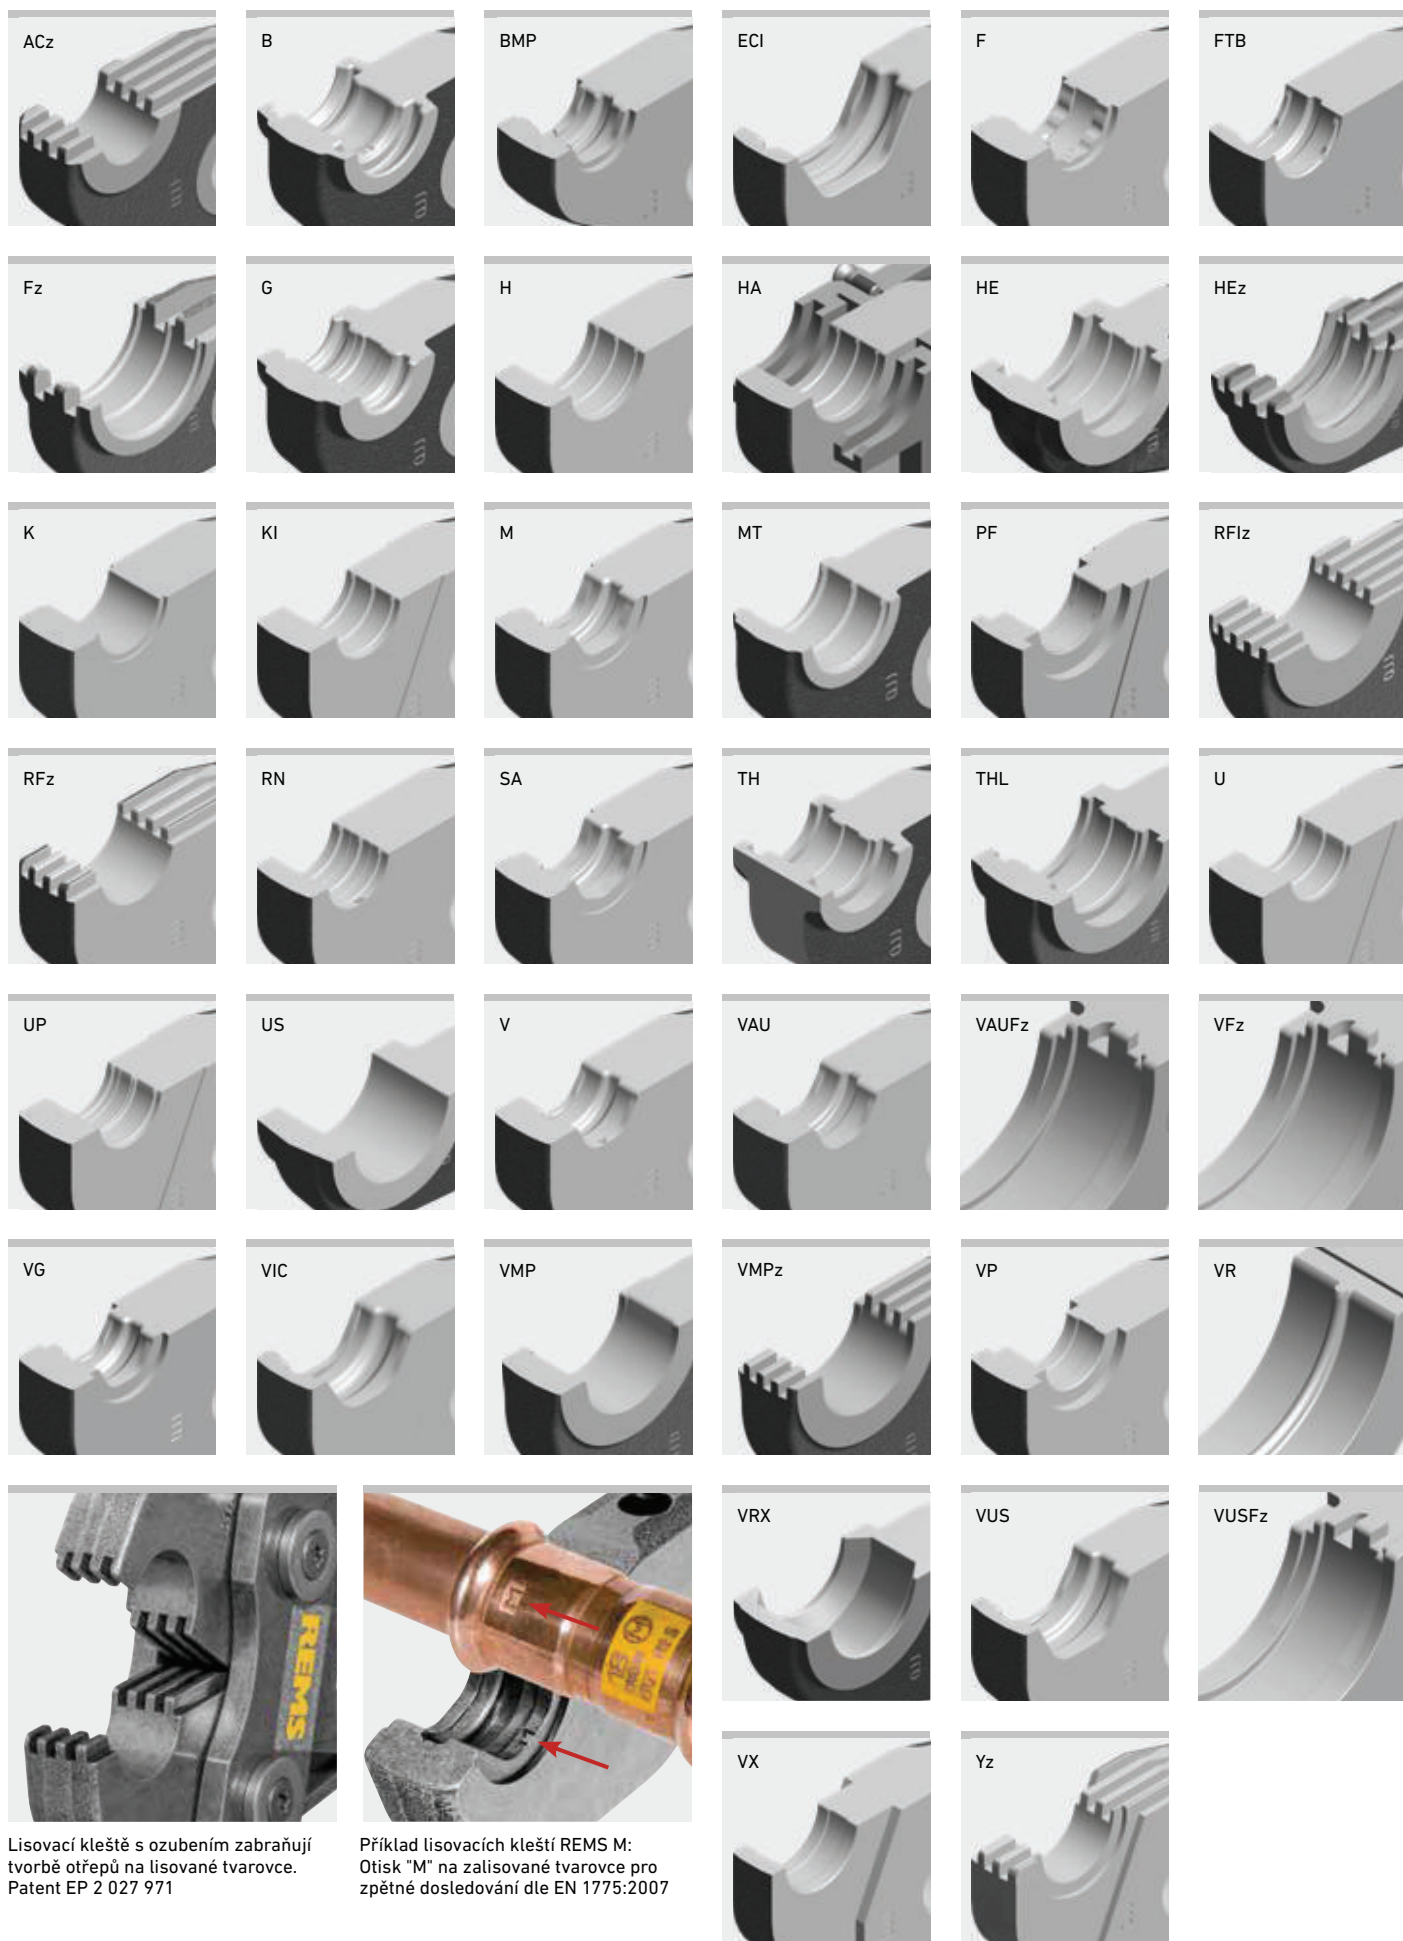 ACz
B
BMP
ECI
F
FTB
Fz
G
H
HA
HE
HEz
K
KI
M
MT
PF
RFIz
RFz
RN
SA
TH
THL
U
UP
US
V
VAU
VAUFz
VFz
VG
VIC
VMP
VMPz
VP
VR
REMS
M
M
18
VRX
VUS
VUSFz
VX
Yz
Lisovací kleště s ozubením zabraňují
tvorbě otřepů na lisované tvarovce.
Patent EP 2 027 971
Příklad lisovacích kleští REMS M:
Otisk "M" na zalisované tvarovce pro
zpětné dosledování dle EN 1775:2007